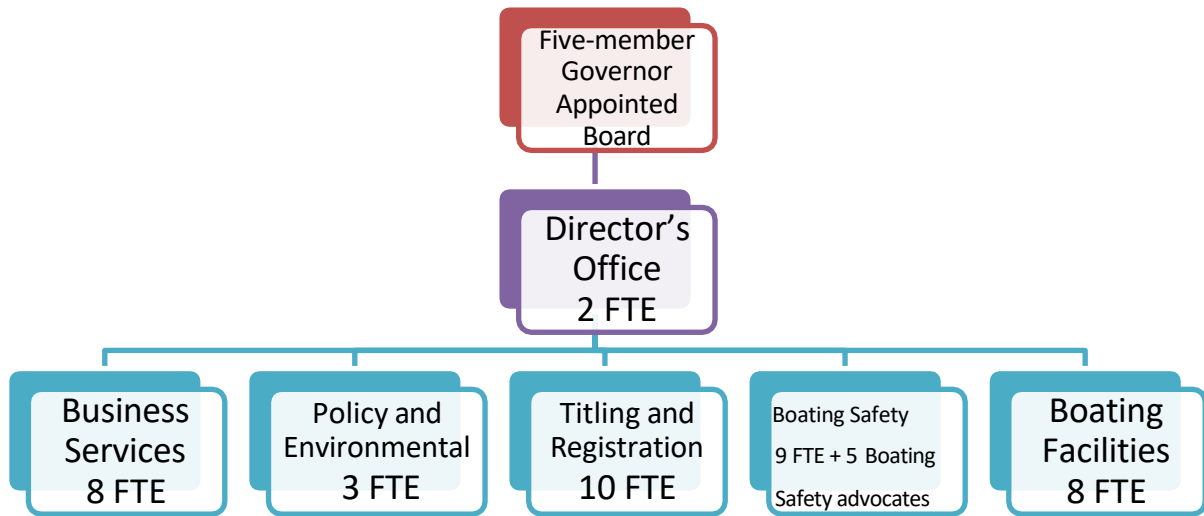 Five-member
Governor
Appointed
Board
Director’s
Office
2 FTE
Business
Services
8 FTE
Policy and
Environmental
3 FTE
Titling and
Registration
10 FTE
Boating Safety
9 FTE + 5 Boating
Safety advocates
Boating
Facilities
8 FTE